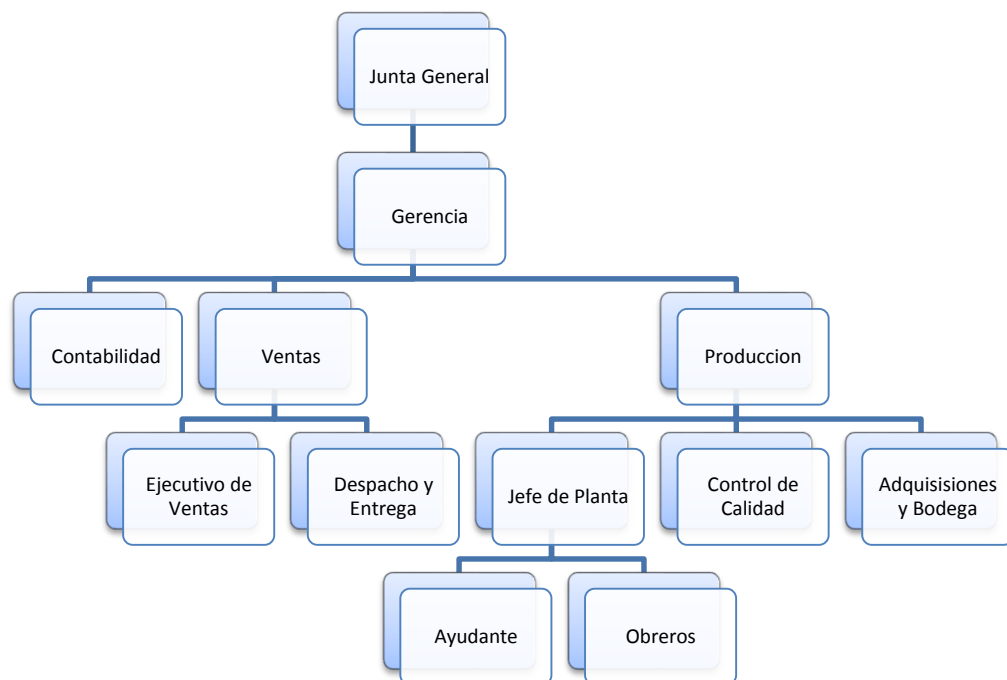 Junta General
Gerencia
Contabilidad
Ventas
Produccion
Ejecutivo de
Ventas
Despacho y
Entrega
Jefe de Planta
Control de
Calidad
Adquisisiones
y Bodega
Ayudante
Obreros